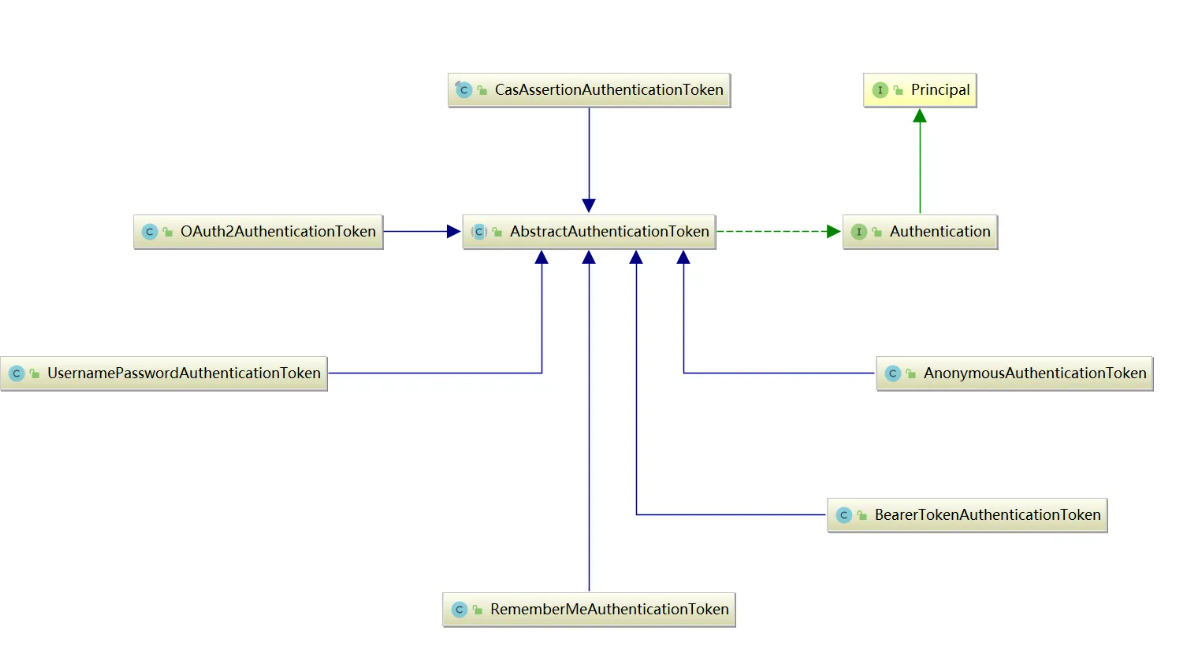 CasAssertionAuthenticationToken
Principal
OAuth2AuthenticationToken
AbstractAuthenticationToken
Authentication
UsernamePasswordAuthenticationToken
AnonymousAuthenticationToken
BearerTokenAuthenticationToken
RememberMeAuthenticationToken